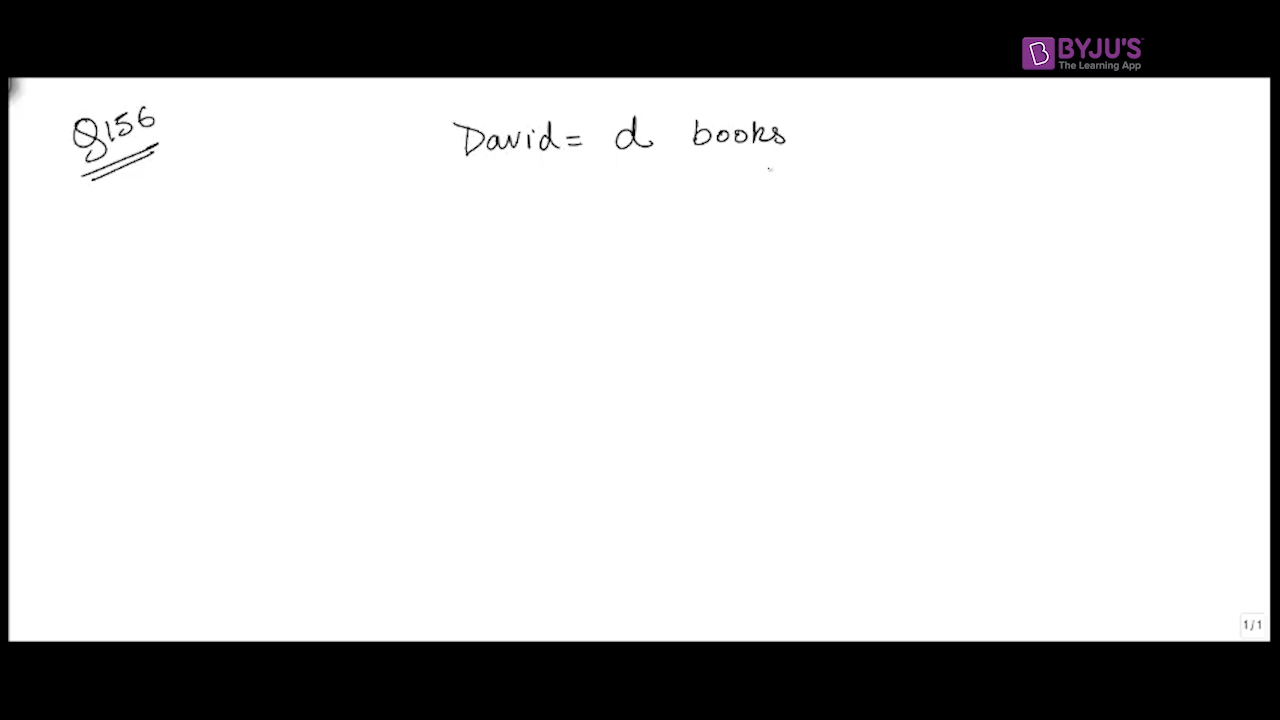 BYJU'S
The Learning App
Q156
David = d books
1/1